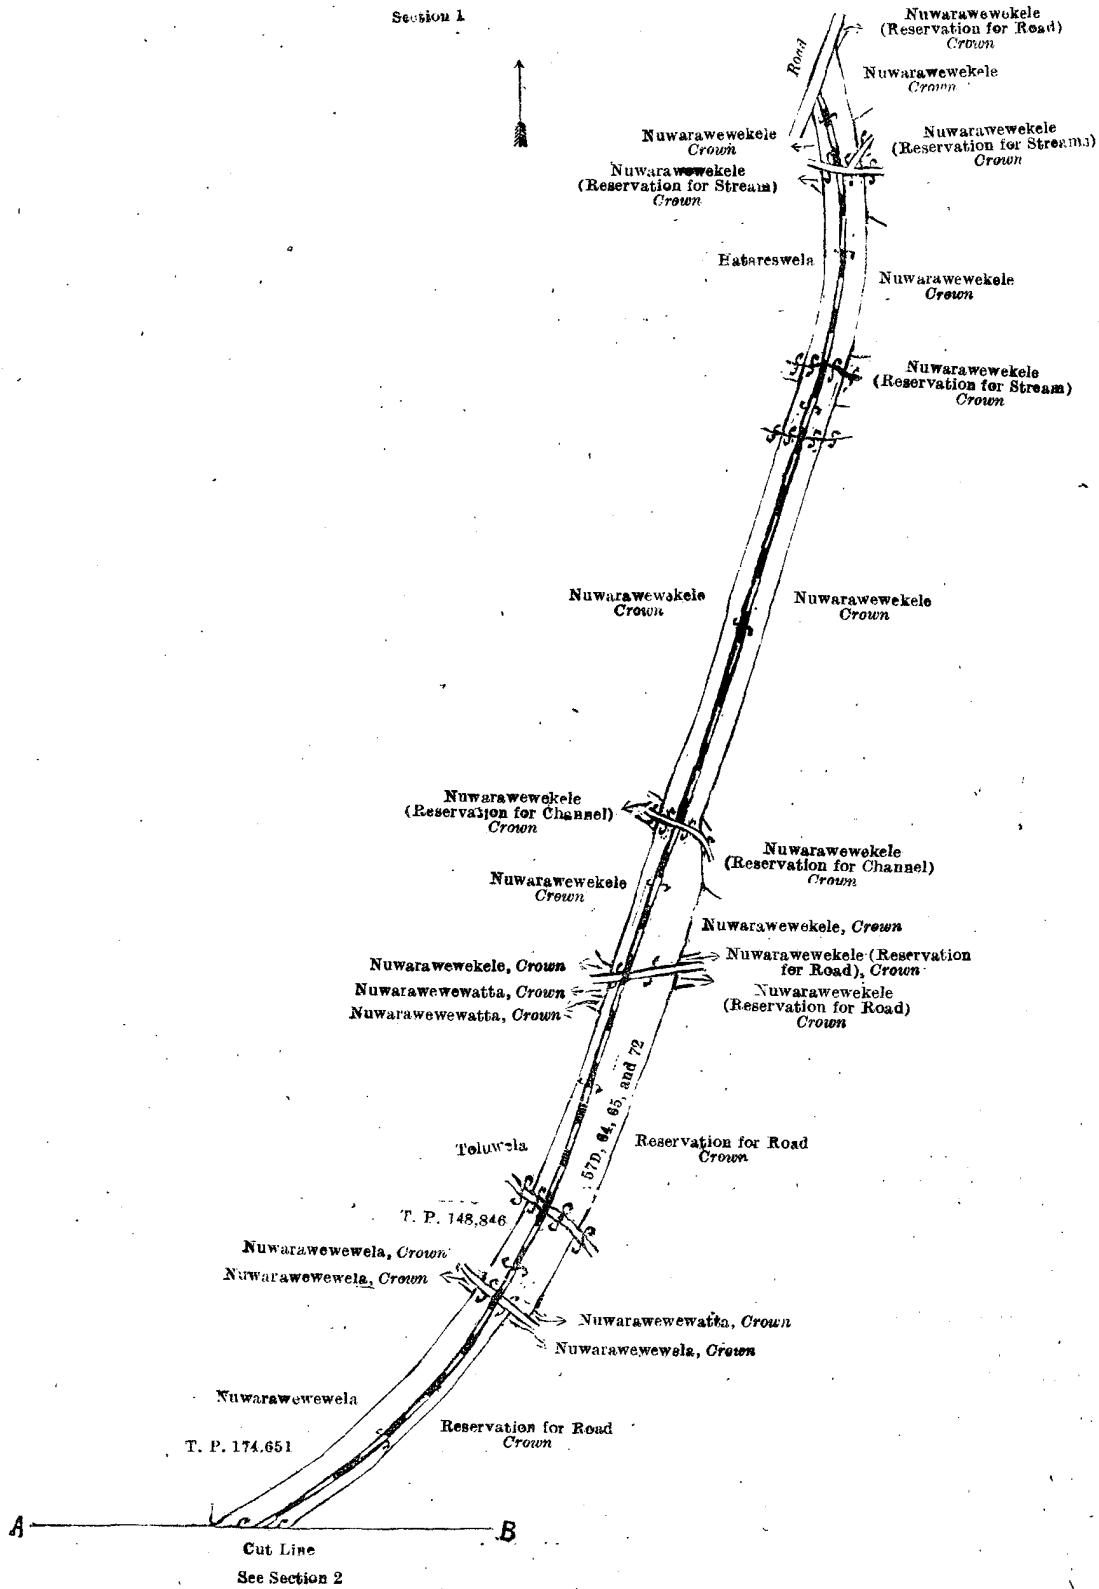 Section 1
Nuwarawewekele
(Reservation for Road)
Crown
Road
Nuwarawewekele
Crown
Nuwarawewekele
(Reservation for Streams)
Crown
Nuwarawewekele
Crown
Nuwarawewekele
(Reservation for Stream)
Crown
Hatareswela
Nuwarawewekele
Crown
Nuwarawewekele
(Reservation for Stream)
Crown
Nuwarawewekele
Crown
Nuwarawewekele
Crown
Nuwarawewekele
(Reservation for Channel)
Crown
Nuwarawewekele
(Reservation for Channel)
Crown
Nuwarawewekele
Crown
Nuwarawewekele, Crown
Nuwarawewekele (Reservation
for Road), Crown
Nuwarawewekele, Crown
Nuwarawewewatta, Crown
Nuwarawewewatta, Crown
Nuwarawewekele
(Reservation for Road)
Crown
57D, 64, 65, and 72
Toluwela
Reservation for Road
Crown
T. P. 148,846
Nuwarawewewela, Crown
Nuwarawewewela, Crown
Nuwarawewewatta, Crown
Nuwarawewewela, Crown
Nuwarawewewela
Reservation for Road
Crown
T. P. 174,651
A
B
Cut Line
See Section 2